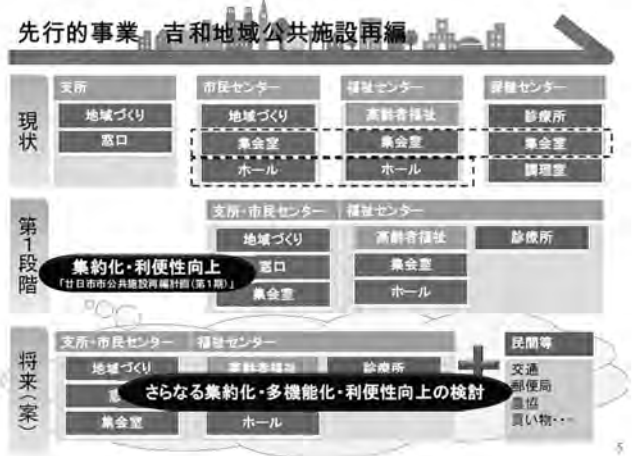 先行的事業　吉和地域公共施設再編
現状
支所
市民センター
福祉センター
保健センター
地域づくり
地域づくり
高齢者福祉
診療所
窓口
集会室
集会室
集会室
ホール
ホール
調理室
第1段階
支所・市民センター
福祉センター
地域づくり
高齢者福祉
診療所
窓口
集会室
集会室
ホール
集約化・利便性向上
「廿日市市公共施設再編計画(第1期)」
将来(案)
支所・市民センター
福祉センター
民間等
地域づくり
高齢者福祉
診療所
集会室
ホール
さらなる集約化・多機能化・利便性向上の検討
交通
郵便局
農協
買い物・・・
5